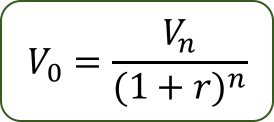 V₀ = Vₙ / (1 + r)ⁿ